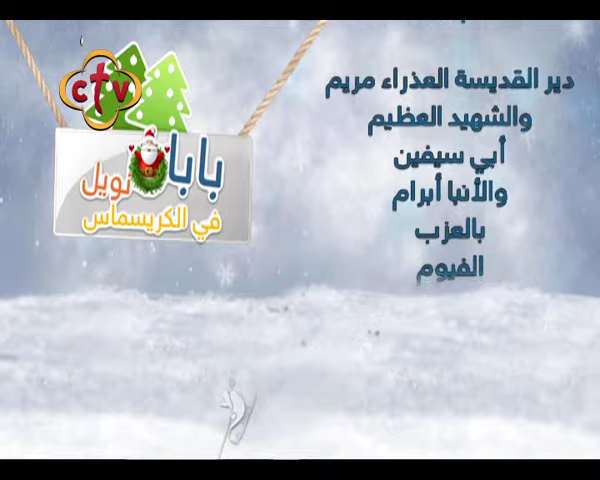 ctv
بابا
نويل
في الكريسماس
دير القديسة العذراء مريم
والشهيد العظيم
أبي سيفين
والأنبا أبرام
بالعزب
الفيوم